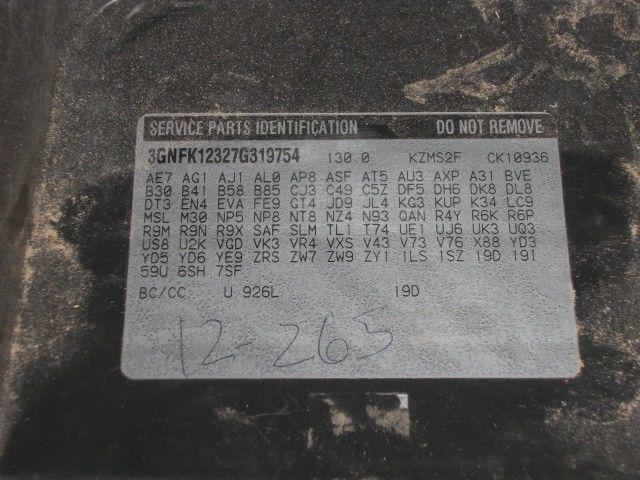 SERVICE PARTS IDENTIFICATION DO NOT REMOVE
3GNFK12327G319754 130.0 KZMS2F CK10936
AE7 AG1 AJ1 AL0 AP8 ASF AT5 AU3 AXP A31 BVE
B30 B41 B58 B85 CJ3 C49 C5Z DF5 DH6 DK8 DL8
DT3 EN4 EVA FE9 GT4 JD9 JL4 KG3 KUP K34 LC9
MSL M30 NP5 NP8 NT8 NZ4 N93 QAN R4Y R6K R6P
R9M R9N R9X SAF SLM TL1 T74 UE1 UJ6 UK3 UQ3
US8 U2K VGD VK3 VR4 VXS V43 V73 V76 X88 YD3
YD5 YD6 YE9 ZRS ZW7 ZW9 ZY1 1LS 1SZ 19D 191
59U 6SH 7SF
BC/CC U 926L 19D
12-265